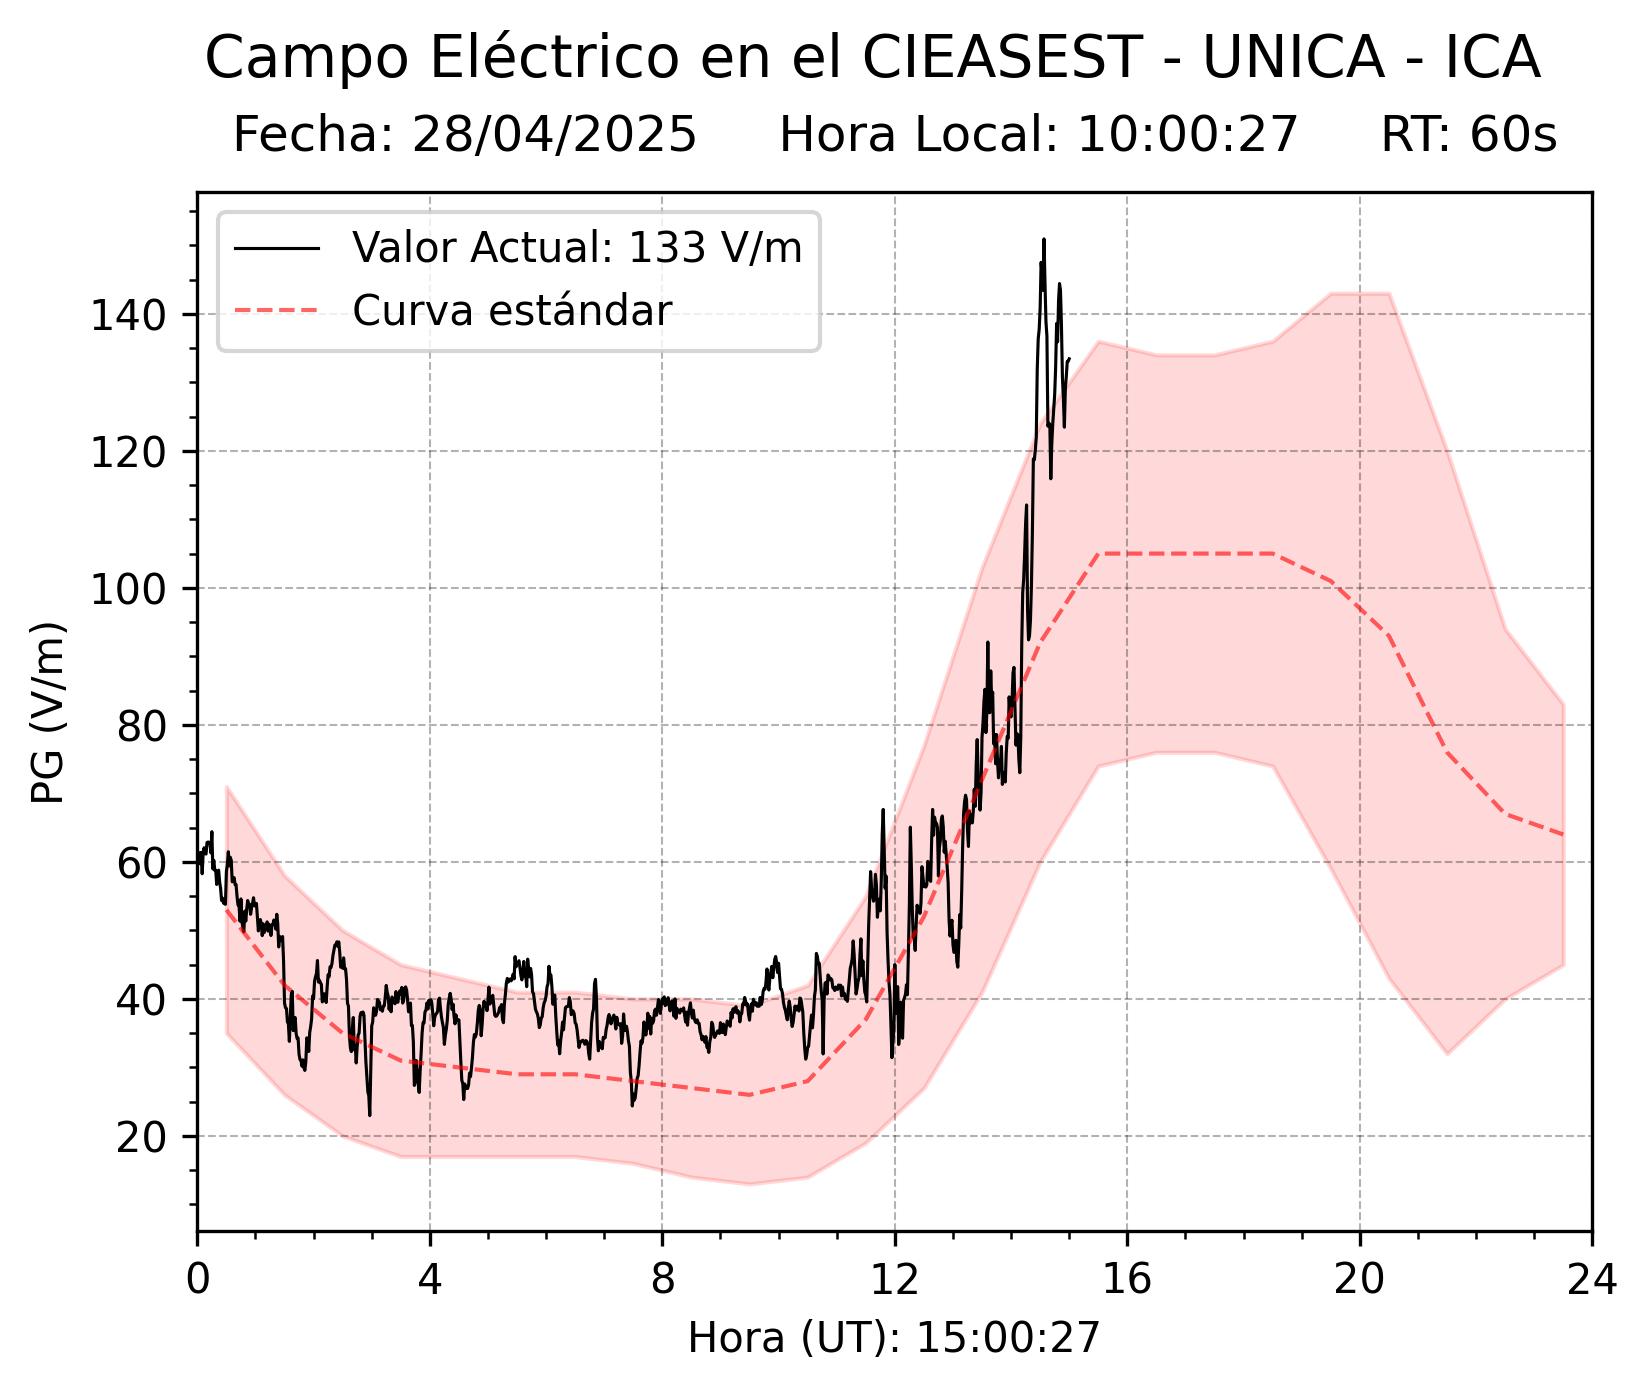 Campo Eléctrico en el CIEASEST - UNICA - ICA
Fecha: 28/04/2025 Hora Local: 10:00:27 RT: 60s
Valor Actual: 133 V/m
Curva estándar
140
120
100
80
60
40
20
PG (V/m)
0 4 8 12 16 20 24
Hora (UT): 15:00:27